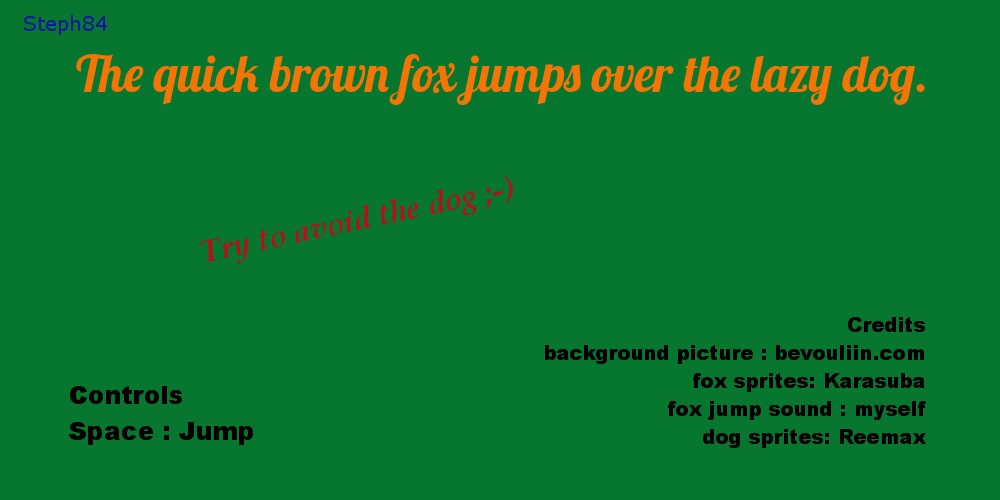 Steph84
The quick brown fox jumps over the lazy dog.
Try to avoid the dog ;-)
Controls
Space : Jump
Credits
background picture : bevouliin.com
fox sprites: Karasuba
fox jump sound : myself
dog sprites: Reemax